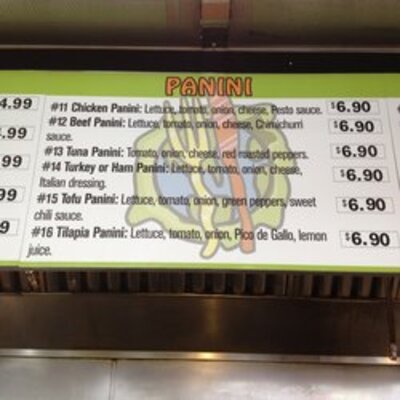 PANINI
4.99
#11 Chicken Panini: Lettuce, tomato, onion, cheese, Pesto sauce. $6.90
4.99
#12 Beef Panini: Lettuce, tomato, onion, cheese, Chimichurri $6.90
sauce.
.99
#13 Tuna Panini: Tomato, onion, cheese, red roasted peppers. $6.90
#14 Turkey or Ham Panini: Lettuce, tomato, onion, cheese, $6.90
Italian dressing.
99
#15 Tofu Panini: Lettuce, tomato, onion, green peppers, sweet $6.90
chili sauce.
9
#16 Tilapia Panini: Lettuce, tomato, onion, Pico de Gallo, lemon $6.90
juice.